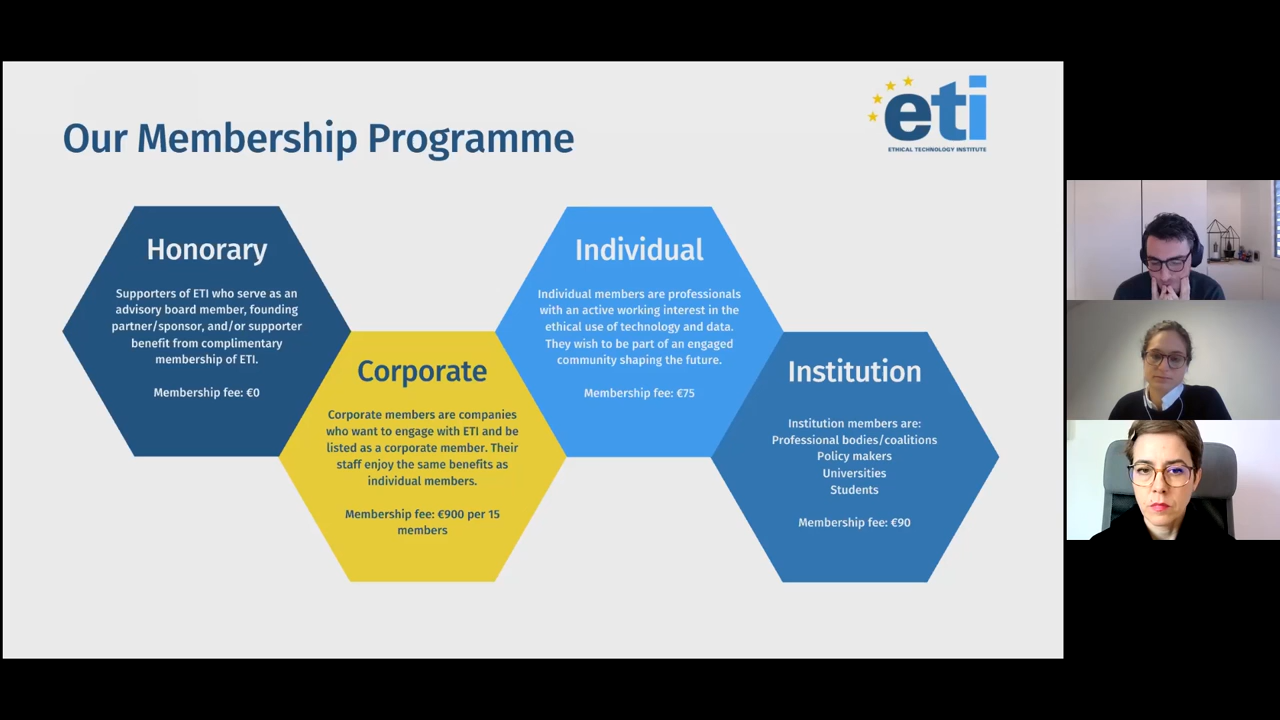 Our Membership Programme
eti
ETHICAL TECHNOLOGY INSTITUTE
Honorary
Supporters of ETI who serve as an
advisory board member, founding
partner/sponsor, and/or supporter
benefit from complimentary
membership of ETI.
Membership fee: €0
Corporate
Corporate members are companies
who want to engage with ETI and be
listed as a corporate member. Their
staff enjoy the same benefits as
individual members.
Membership fee: €900 per 15
members
Individual
Individual members are professionals
with an active working interest in the
ethical use of technology and data.
They wish to be part of an engaged
community shaping the future.
Membership fee: €75
Institution
Institution members are:
Professional bodies/coalitions
Policy makers
Universities
Students
Membership fee: €90